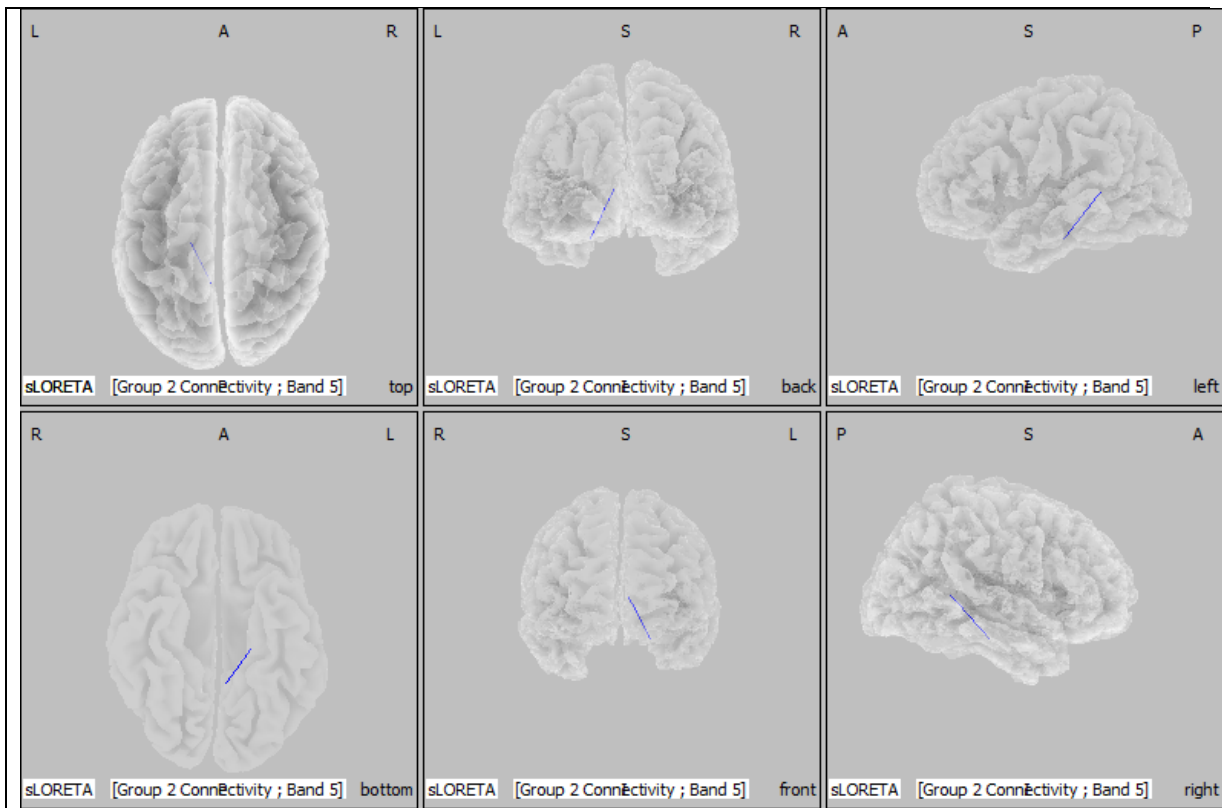 L A R
L S R
A S P
sLORETA [Group 2 Connectivity ; Band 5] top
sLORETA [Group 2 Connectivity ; Band 5] back
sLORETA [Group 2 Connectivity ; Band 5] left
R A L
R S L
P S A
sLORETA [Group 2 Connectivity ; Band 5] bottom
sLORETA [Group 2 Connectivity ; Band 5] front
sLORETA [Group 2 Connectivity ; Band 5] right